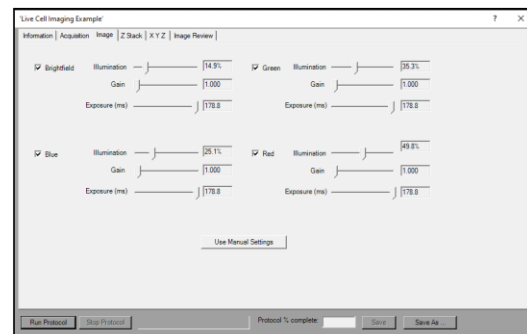 'Live Cell Imaging Example'
? X
Information Acquistion Image Z Stack X Y Z Image Review
Brightfield Illumination 14.9% Green Illumination 35.3%
Gain 1.000 Gain 1.000
Exposure (ms) 178.8 Exposure (ms) 178.8
Blue Illumination 25.1% Red Illumination 49.8%
Gain 1.000 Gain 1.000
Exposure (ms) 178.8 Exposure (ms) 178.8
Use Manual Settings
Run Protocol Stop Protocol Protocol % complete: Save Save As ...